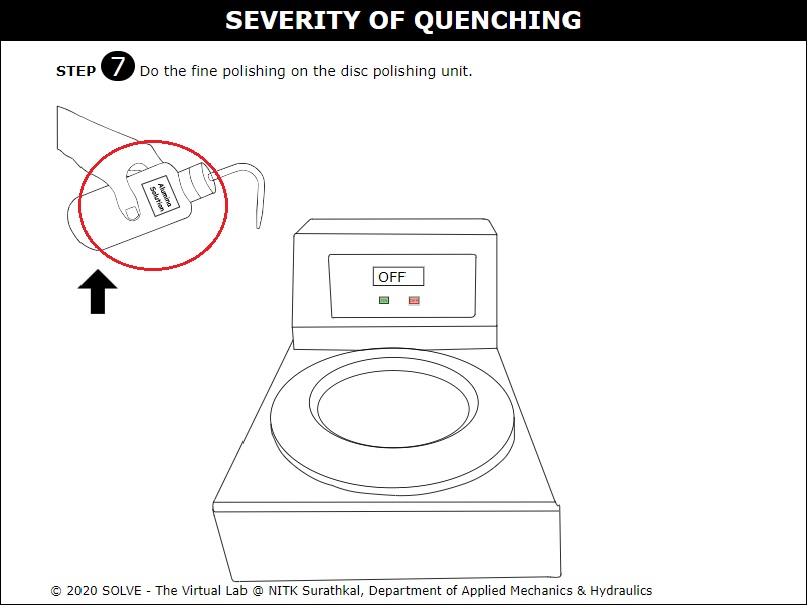 SEVERITY OF QUENCHING
STEP 7 Do the fine polishing on the disc polishing unit.
Alumina
Solution
OFF
© 2020 SOLVE - The Virtual Lab @ NITK Surathkal, Department of Applied Mechanics & Hydraulics